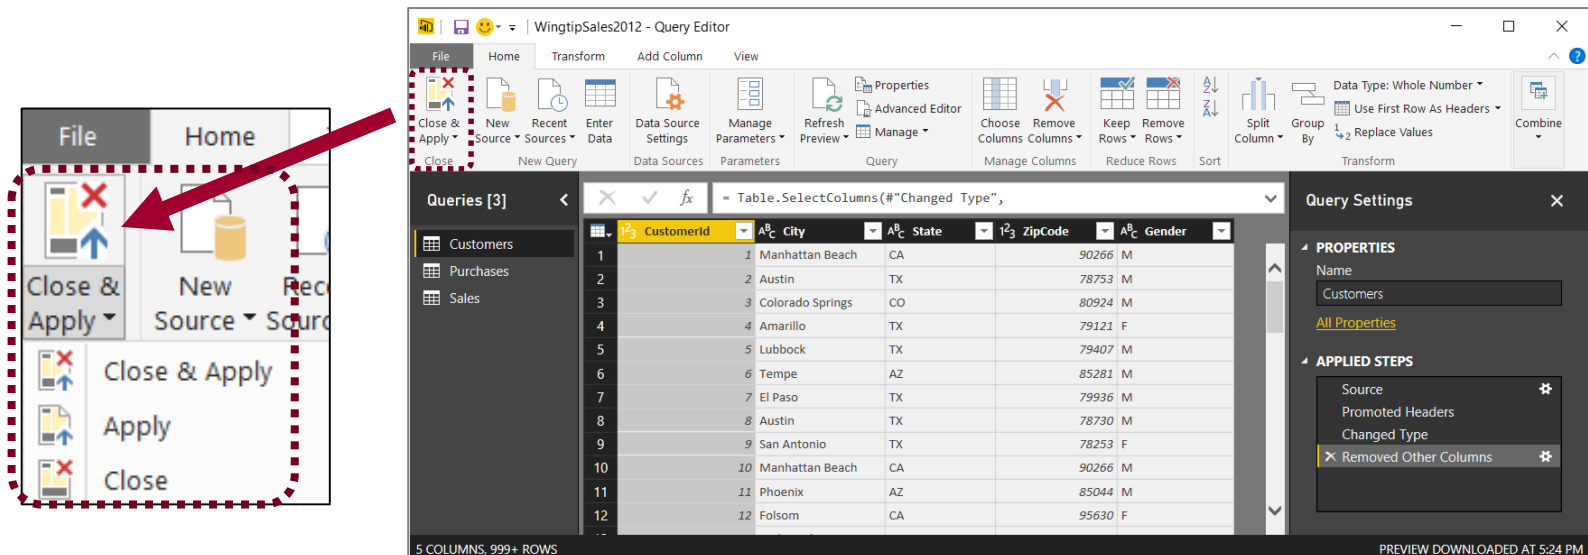 File Home
Close & Apply
New Source
Close & Apply
Apply
Close
WingtipSales2012 - Query Editor
File Home Transform Add Column View
Close & Apply
New Source
Recent Sources
Enter Data
Data Source Settings
Manage Parameters
Refresh Preview
Properties
Advanced Editor
Manage
Choose Columns
Remove Columns
Keep Rows
Remove Rows
Split Column
Group By
Data Type: Whole Number
Use First Row As Headers
Replace Values
Combine
Close New Query Data Sources Parameters Query Manage Columns Reduce Rows Sort Transform
Queries [3]
Customers
Purchases
Sales
fx = Table.SelectColumns(#"Changed Type",
CustomerId City State ZipCode Gender
1 1 Manhattan Beach CA 90266 M
2 2 Austin TX 78753 M
3 3 Colorado Springs CO 80924 M
4 4 Amarillo TX 79121 F
5 5 Lubbock TX 79407 M
6 6 Tempe AZ 85281 M
7 7 El Paso TX 79936 M
8 8 Austin TX 78730 M
9 9 San Antonio TX 78253 F
10 10 Manhattan Beach CA 90266 M
11 11 Phoenix AZ 85044 M
12 12 Folsom CA 95630 F
Query Settings
PROPERTIES
Name
Customers
All Properties
APPLIED STEPS
Source
Promoted Headers
Changed Type
Removed Other Columns
5 COLUMNS, 999+ ROWS
PREVIEW DOWNLOADED AT 5:24 PM